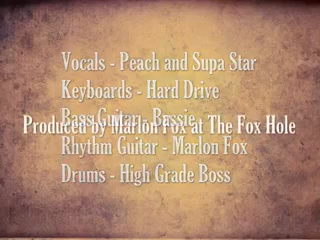 Vocals - Peach and Supa Star
Keyboards - Hard Drive
Bass Guitar - Bassie
Produced by Marlon Fox at The Fox Hole
Rhythm Guitar - Marlon Fox
Drums - High Grade Boss